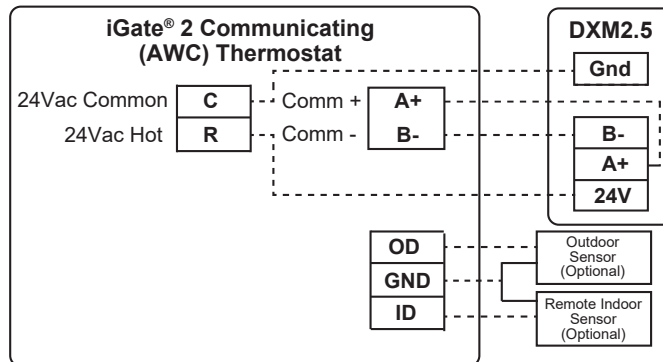 iGate® 2 Communicating
(AWC) Thermostat
DXM2.5
Gnd
24Vac Common
C
Comm +
A+
24Vac Hot
R
Comm -
B-
B-
A+
24V
OD
GND
ID
Outdoor
Sensor
(Optional)
Remote Indoor
Sensor
(Optional)